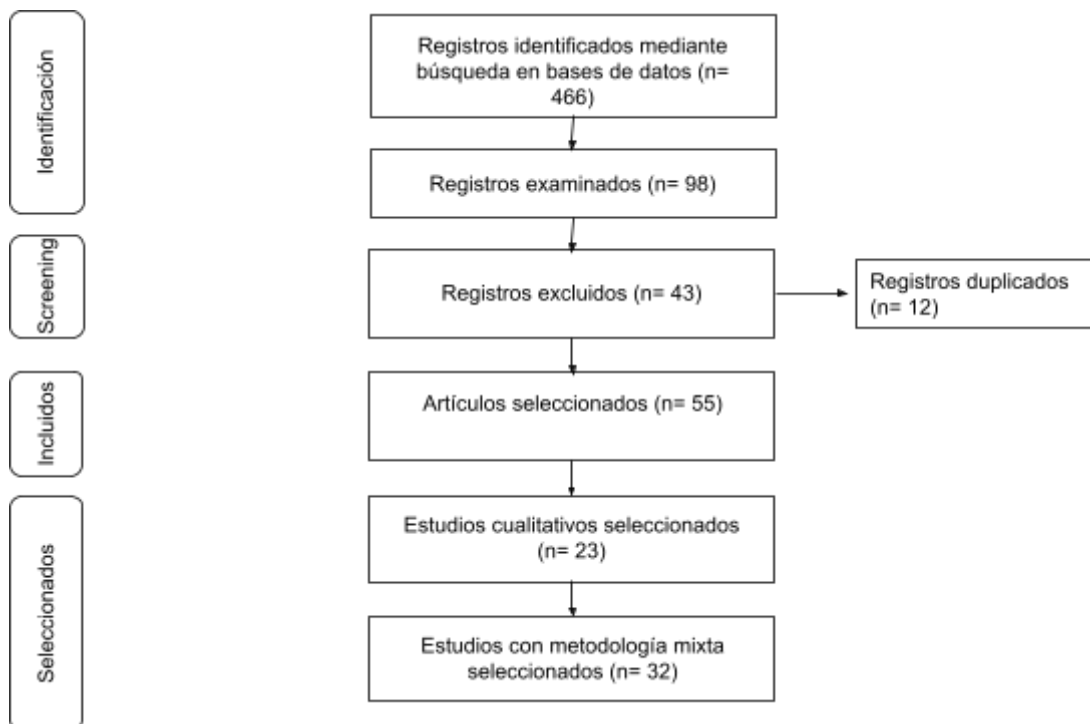 Identificación
Registros identificados mediante
búsqueda en bases de datos (n=
466)
Registros examinados (n= 98)
Screening
Registros excluidos (n= 43)
Registros duplicados
(n= 12)
Incluidos
Artículos seleccionados (n= 55)
Seleccionados
Estudios cualitativos seleccionados
(n= 23)
Estudios con metodología mixta
seleccionados (n= 32)